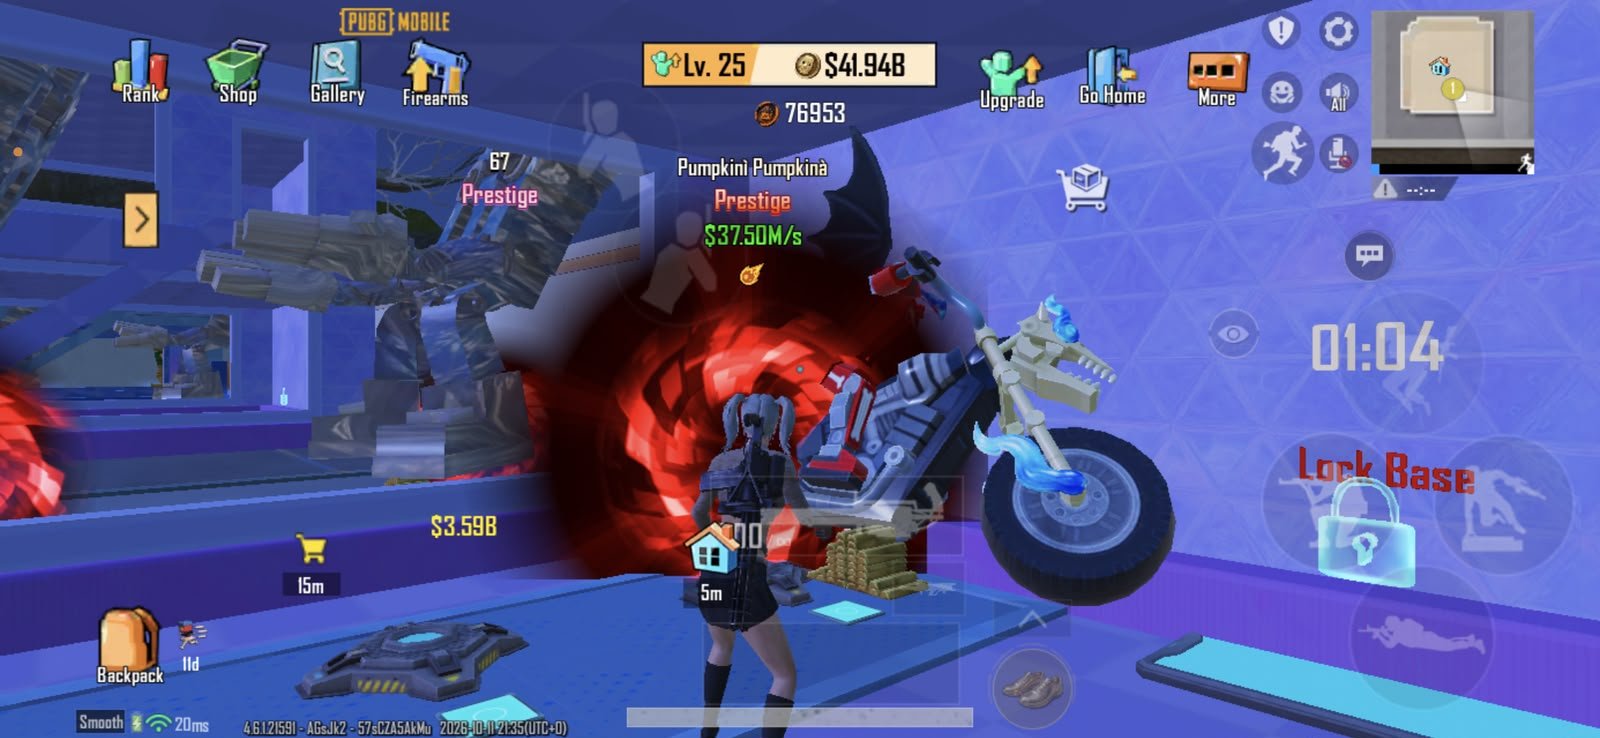 PUBG MOBILE
Rank
Shop
Gallery
Firearms
Lv. 25
$41.94B
76953
Upgrade
Go Home
More
All
1
--:--
67
Prestige
Pumpkinì Pumpkinà
Prestige
$37.50M/s
01:04
Lock Base
$3.59B
15m
5m
Backpack
11d
Smooth
20ms
4.6.1.21591 - AGsJk2 - 57sCZA5AkMu 2026-10-11 21:35(UTC+0)